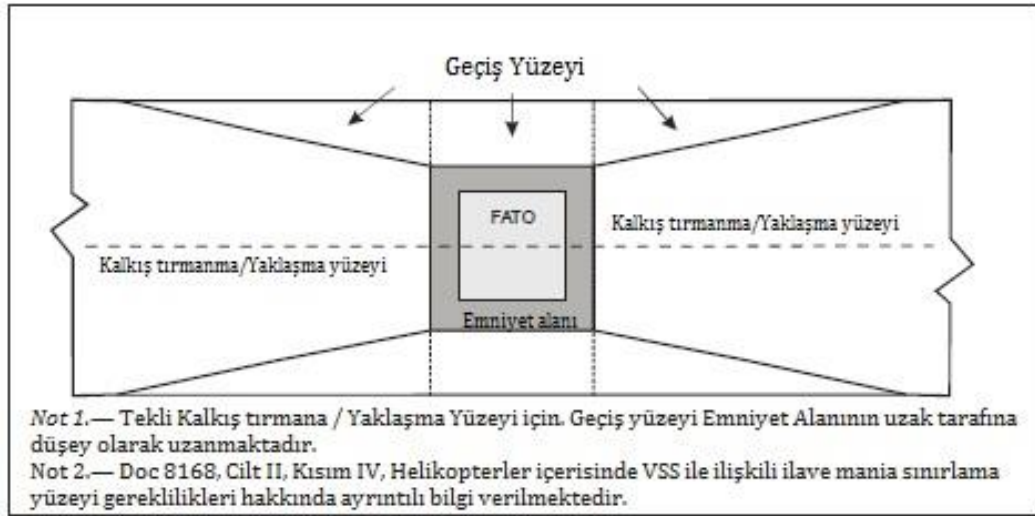 Geçiş Yüzeyi
FATO
Kalkış tırmanma/Yaklaşma yüzeyi
Kalkış tırmanma/Yaklaşma yüzeyi
Emniyet alanı
Not 1.— Tekli Kalkış tırmana / Yaklaşma Yüzeyi için. Geçiş yüzeyi Emniyet Alanının uzak tarafına
düşey olarak uzanmaktadır.
Not 2.— Doc 8168, Cilt II, Kısım IV, Helikopterler içerisinde VSS ile ilişkili ilave mania sınırlama
yüzeyi gereklilikleri hakkında ayrıntılı bilgi verilmektedir.